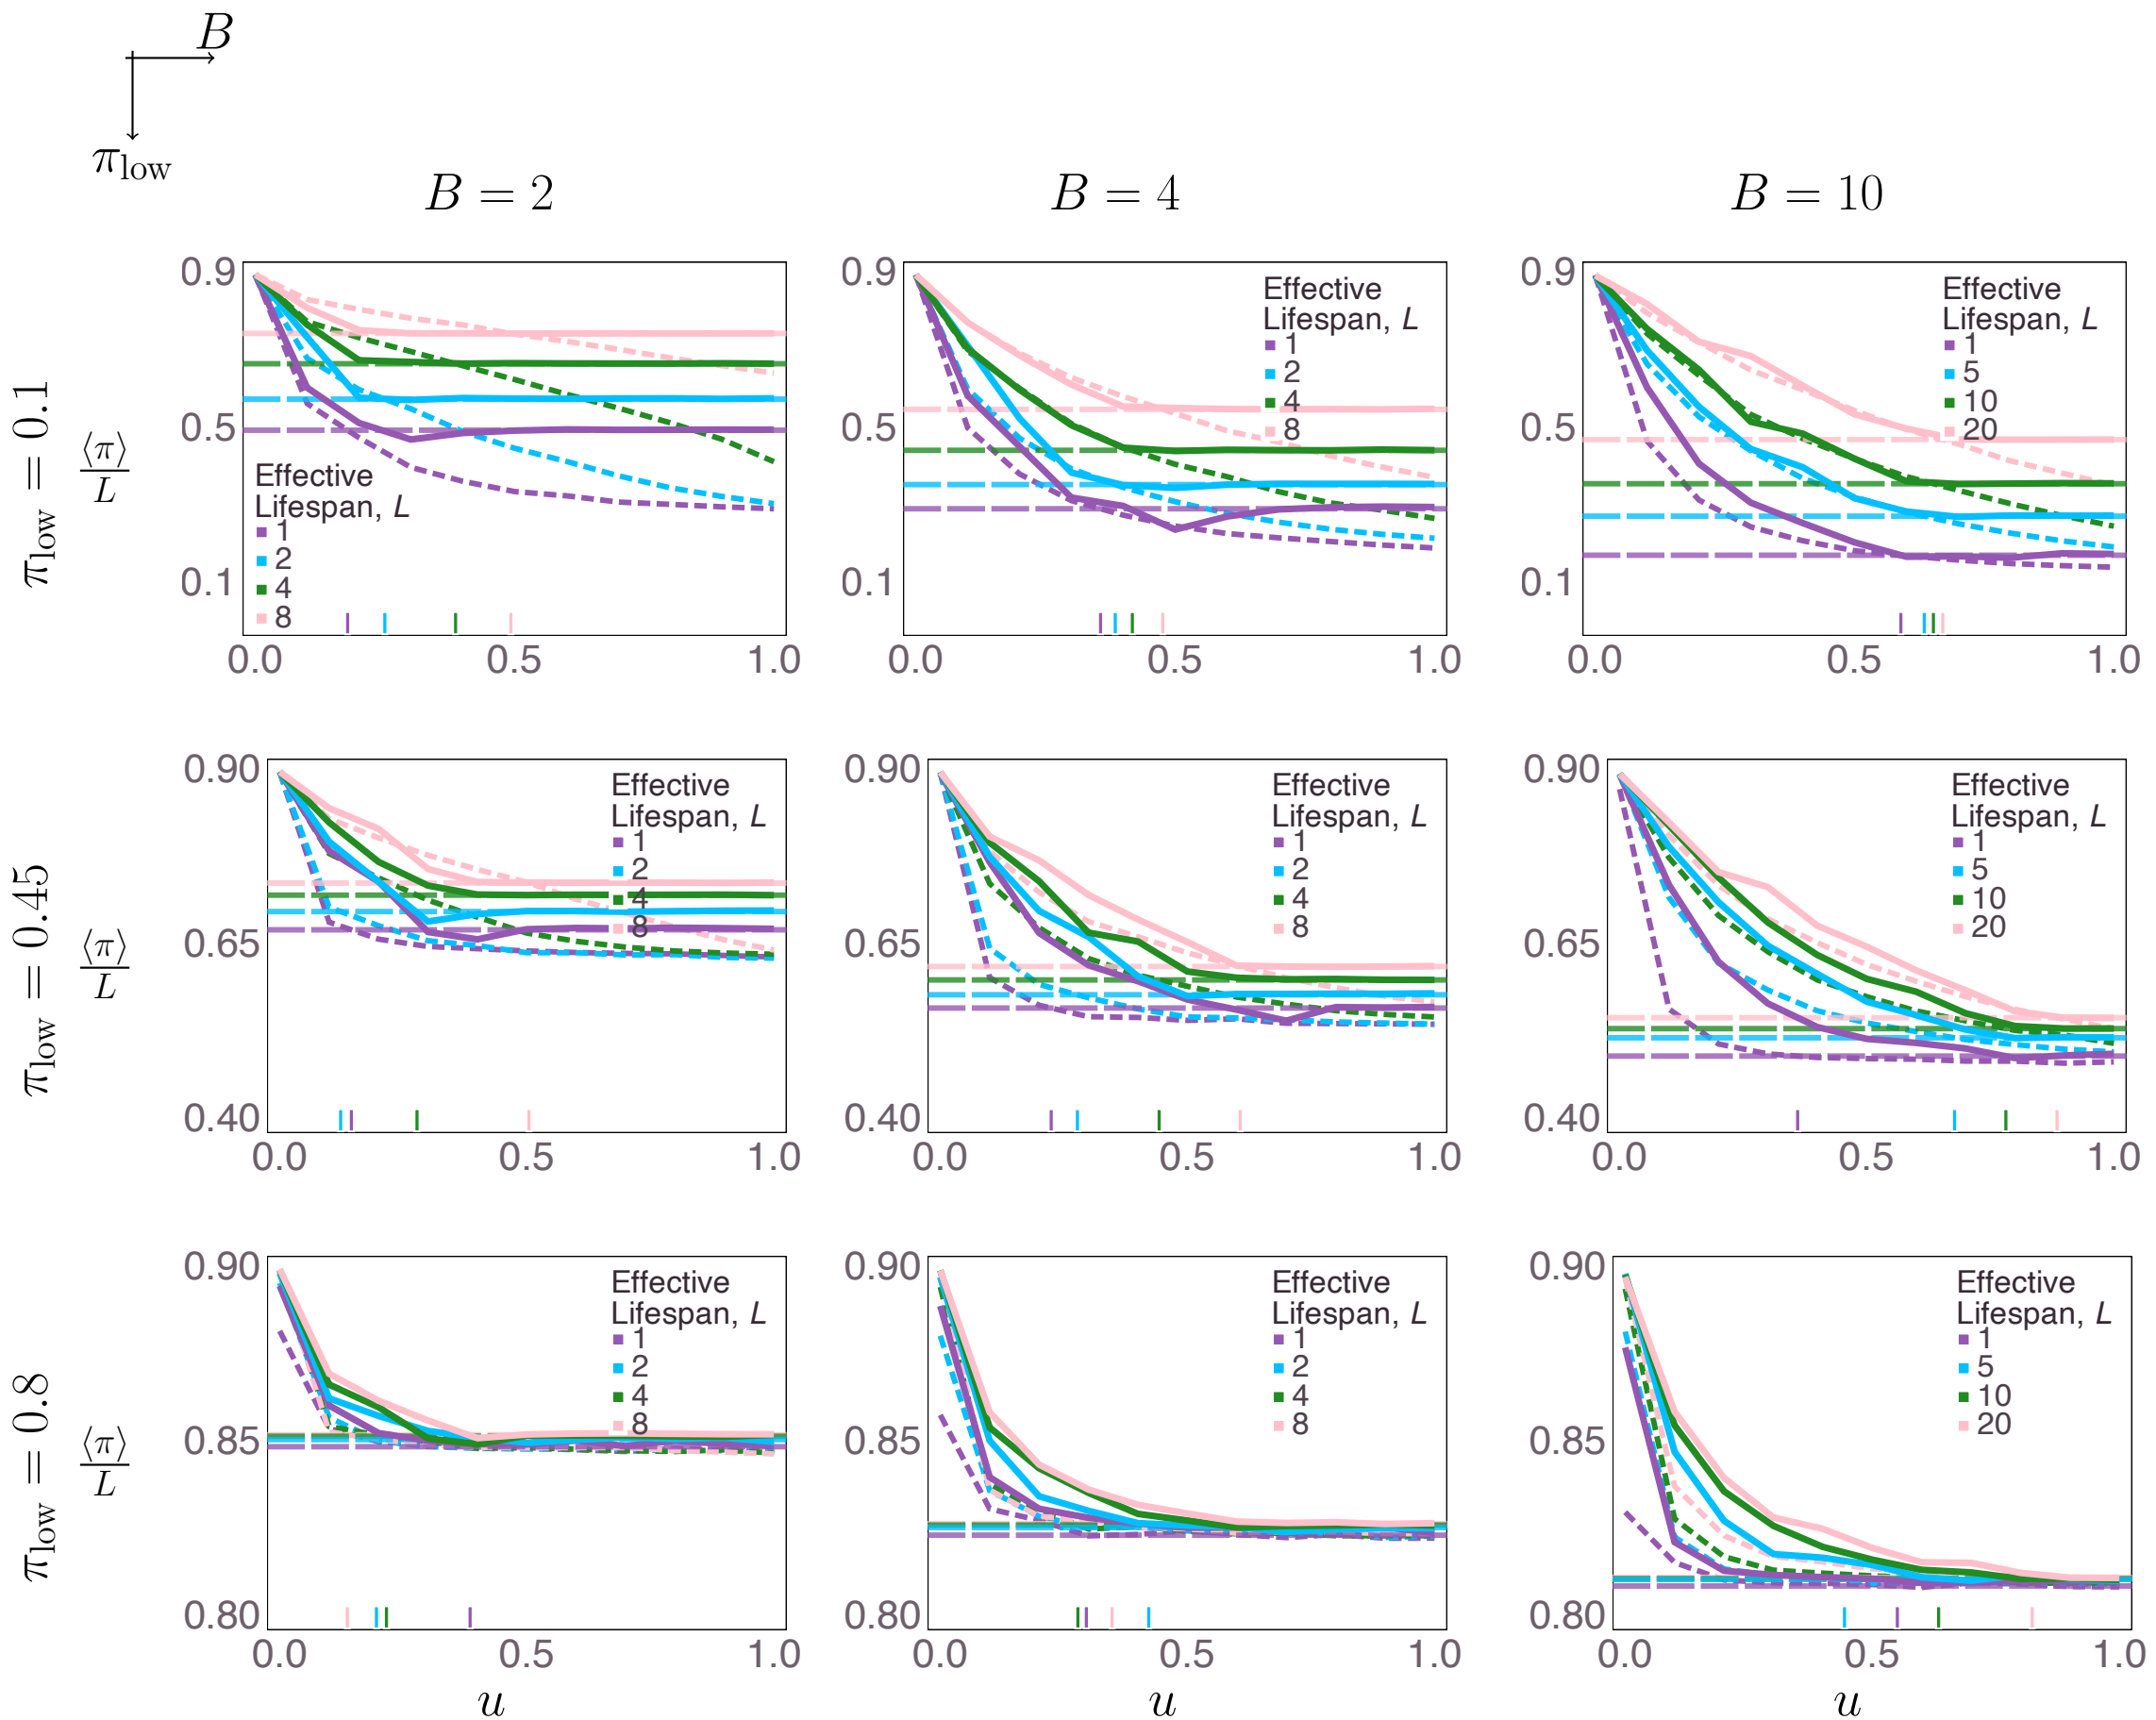 B
π_low
B = 2
B = 4
B = 10
π_low = 0.1
⟨π⟩
L
0.9
0.5
0.1
Effective
Lifespan, L
1
2
4
8
0.0
0.5
1.0
0.9
0.5
0.1
Effective
Lifespan, L
1
2
4
8
0.0
0.5
1.0
0.9
0.5
0.1
Effective
Lifespan, L
1
5
10
20
0.0
0.5
1.0
π_low = 0.45
⟨π⟩
L
0.90
0.65
0.40
Effective
Lifespan, L
1
2
4
8
0.0
0.5
1.0
0.90
0.65
0.40
Effective
Lifespan, L
1
2
4
8
0.0
0.5
1.0
0.90
0.65
0.40
Effective
Lifespan, L
1
5
10
20
0.0
0.5
1.0
π_low = 0.8
⟨π⟩
L
0.90
0.85
0.80
Effective
Lifespan, L
1
2
4
8
0.0
0.5
1.0
u
0.90
0.85
0.80
Effective
Lifespan, L
1
2
4
8
0.0
0.5
1.0
u
0.90
0.85
0.80
Effective
Lifespan, L
1
5
10
20
0.0
0.5
1.0
u